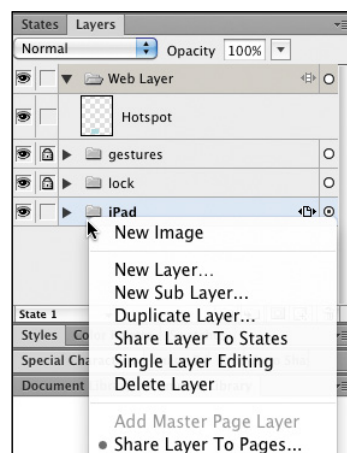 States Layers
Normal Opacity 100%
Web Layer
Hotspot
gestures
lock
iPad
New Image
New Layer...
New Sub Layer...
Duplicate Layer...
Share Layer To States
Single Layer Editing
Delete Layer
Add Master Page Layer
Share Layer To Pages...
State 1
Styles
Special
Document